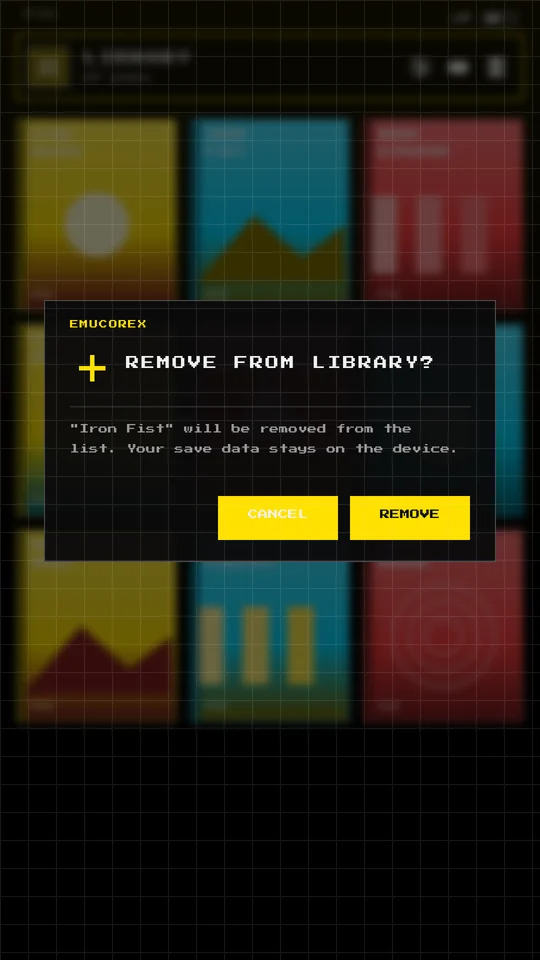 EMUCOREX
REMOVE FROM LIBRARY?
"Iron Fist" will be removed from the
list. Your save data stays on the device.
CANCEL
REMOVE